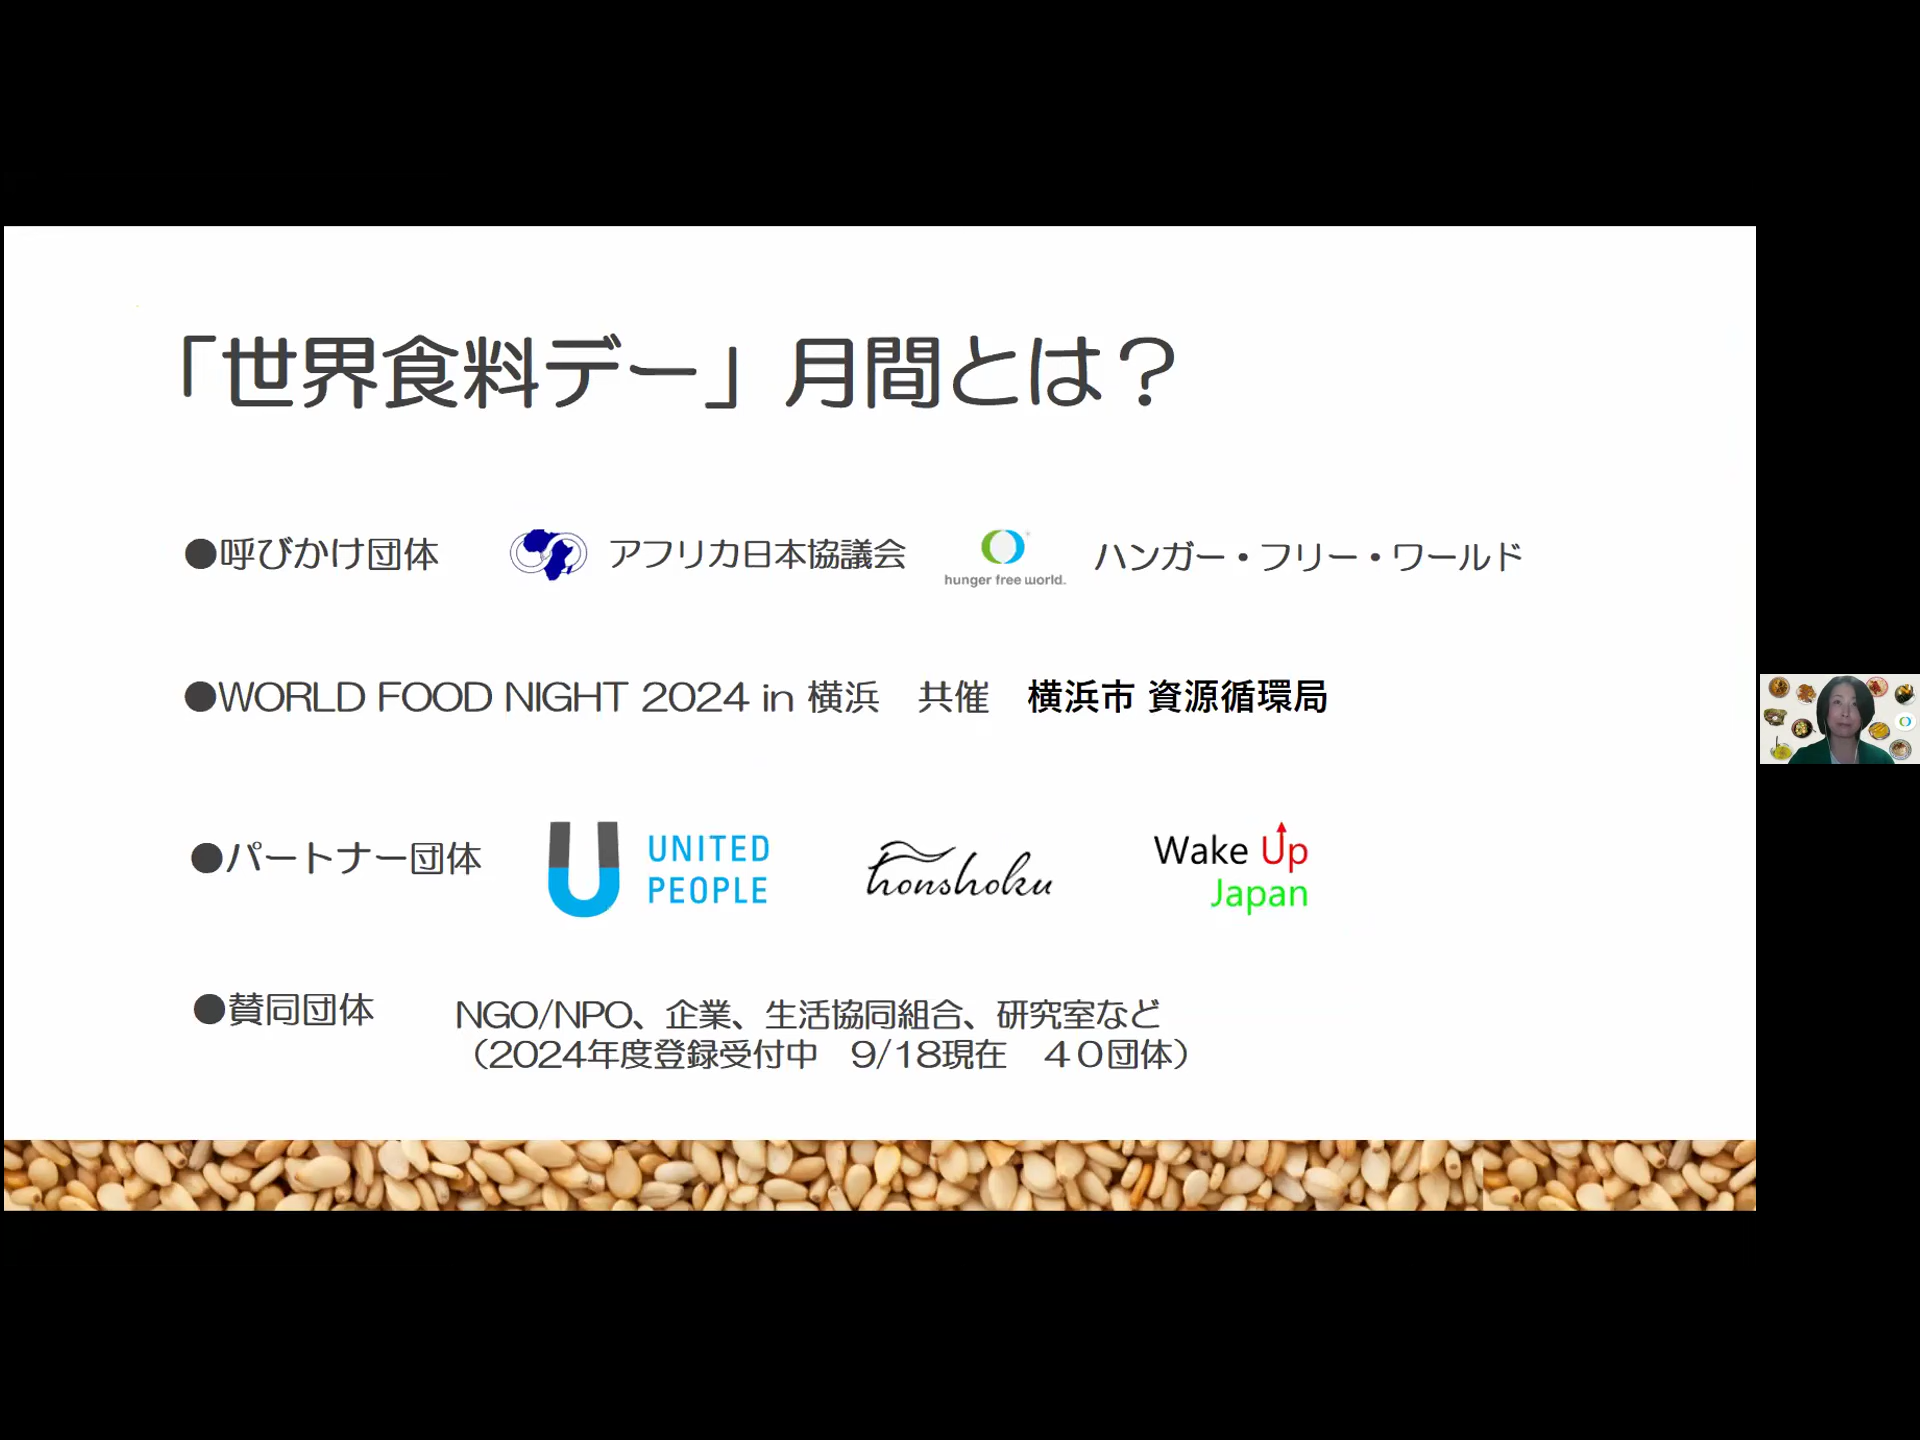 「世界食料デー」月間とは？
●呼びかけ団体 アフリカ日本協議会 hunger free world. ハンガー・フリー・ワールド
●WORLD FOOD NIGHT 2024 in 横浜　共催　横浜市 資源循環局
●パートナー団体
UNITED
PEOPLE
honshoku
Wake Up
Japan
●賛同団体 NGO/NPO、企業、生活協同組合、研究室など
（2024年度登録受付中　9/18現在　４０団体）